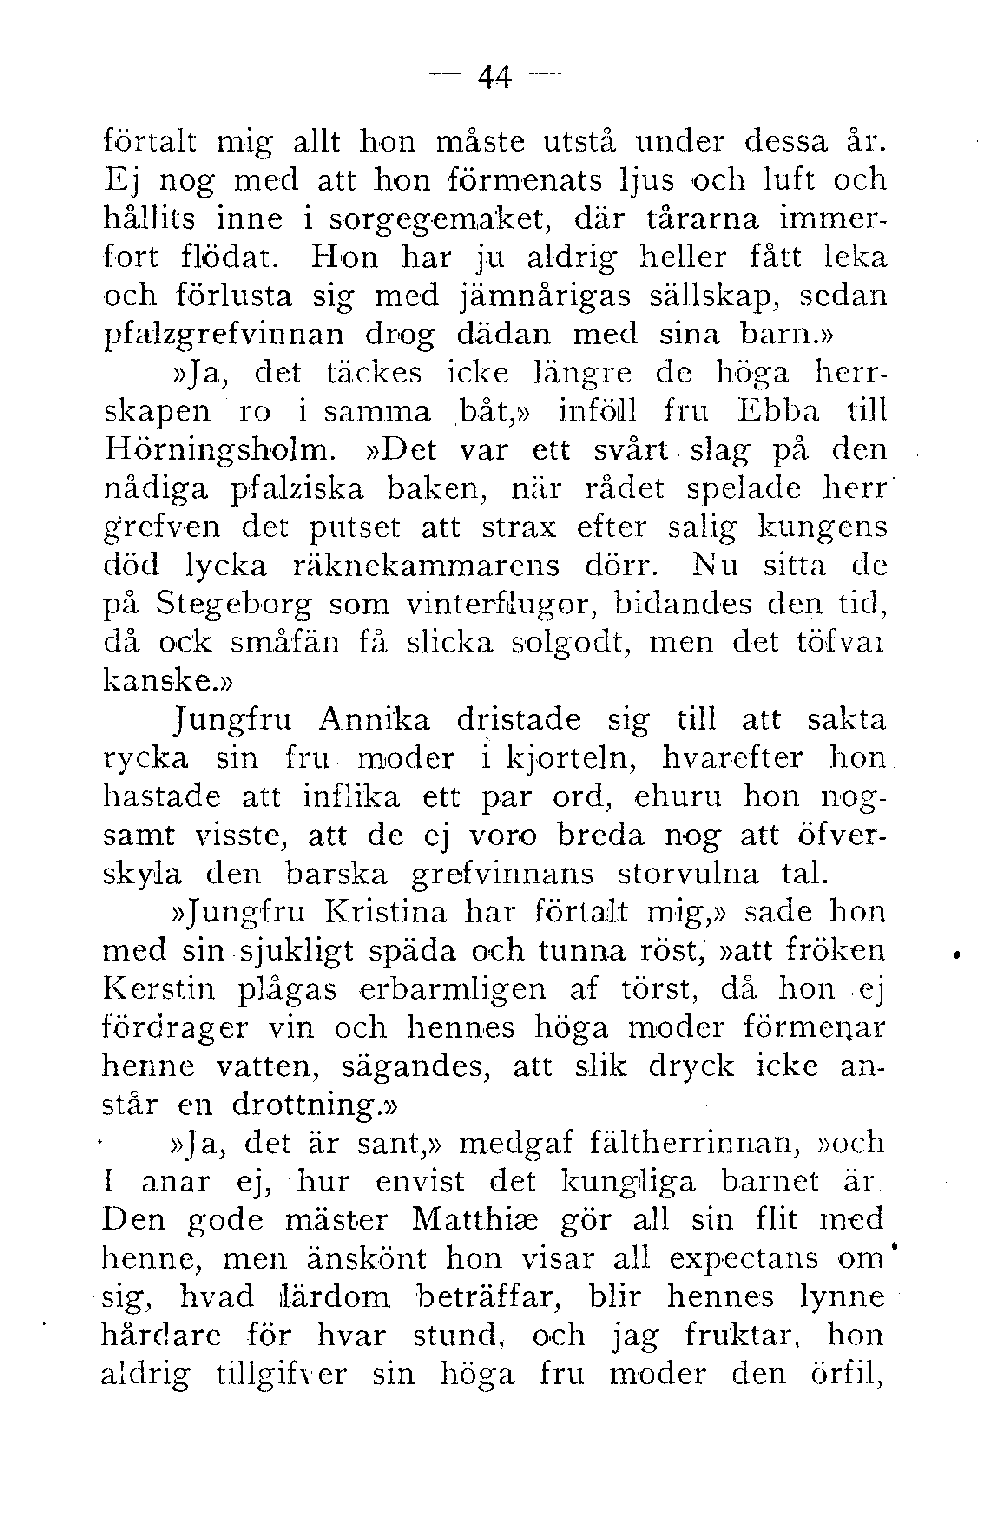 — 44 —
förtalt mig allt hon måste utstå under dessa år.
Ej nog med att hon förmenats ljus och luft och
hållits inne i sorgegemaket, där tårarna immer-
fort flödat. Hon har ju aldrig heller fått leka
och förlusta sig med jämnårigas sällskap, sedan
pfalzgrefvinnan drog dädan med sina barn.»
»Ja, det täckes icke längre de höga herr-
skapen ro i samma båt,» inföll fru Ebba till
Hörningsholm. »Det var ett svårt slag på den
nådiga pfalziska baken, när rådet spelade herr
grefven det putset att strax efter salig kungens
död lycka räknekammarens dörr. Nu sitta de
på Stegeborg som vinterflugor, bidandes den tid,
då ock småfän få slicka solgodt, men det töfvar
kanske.»
Jungfru Annika dristade sig till att sakta
rycka sin fru moder i kjorteln, hvarefter hon
hastade att inflika ett par ord, ehuru hon nog-
samt visste, att de ej voro breda nog att öfver-
skyla den barska grefvinnans storvulna tal.
»Jungfru Kristina har förtalt mig,» sade hon
med sin sjukligt späda och tunna röst, »att fröken
Kerstin plågas erbarmligen af törst, då hon ej
fördrager vin och hennes höga moder förmenar
henne vatten, sägandes, att slik dryck icke an-
står en drottning.»
»Ja, det är sant,» medgaf fältherrinnan, »och
I anar ej, hur envist det kungliga barnet är.
Den gode mäster Matthiæ gör all sin flit med
henne, men änskönt hon visar all expectans om
sig, hvad lärdom beträffar, blir hennes lynne
hårdare för hvar stund, och jag fruktar, hon
aldrig tillgifver sin höga fru moder den örfil,